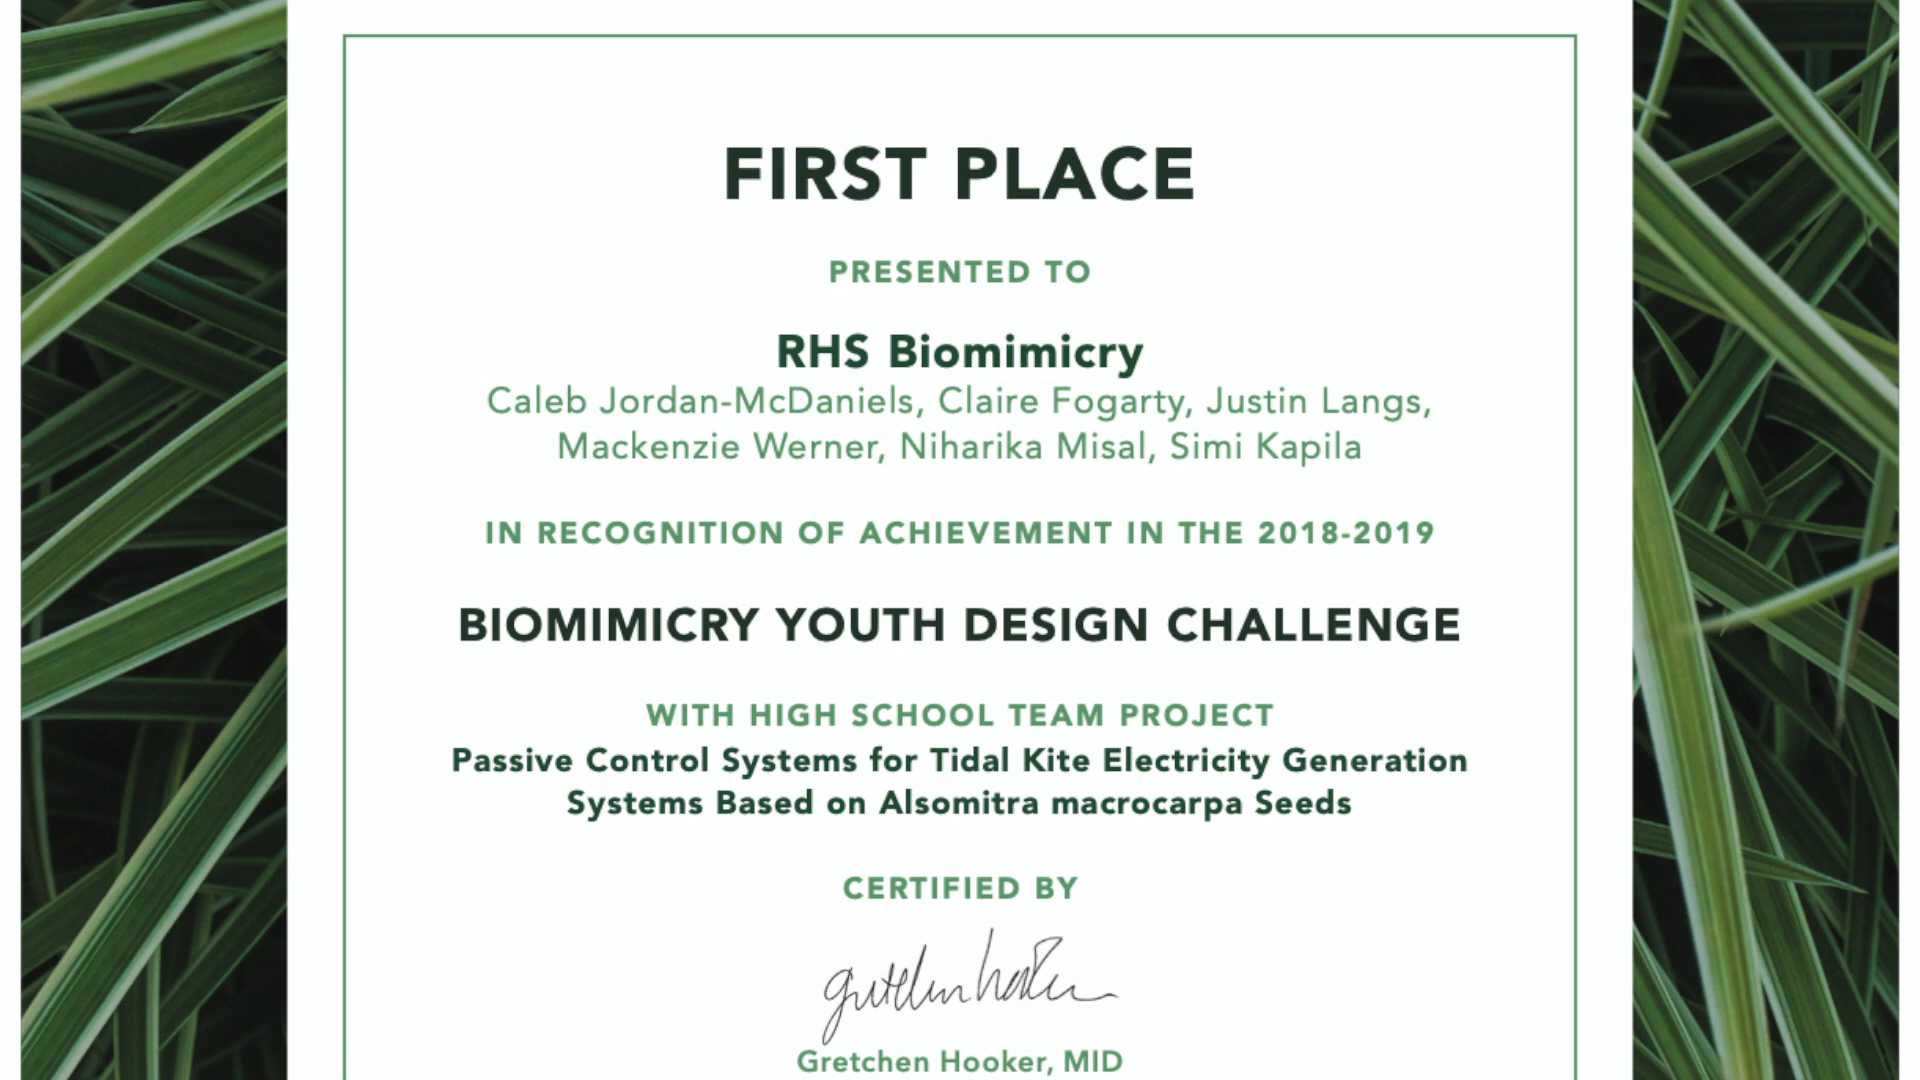 FIRST PLACE
PRESENTED TO
RHS Biomimicry
Caleb Jordan-McDaniels, Claire Fogarty, Justin Langs,
Mackenzie Werner, Niharika Misal, Simi Kapila
IN RECOGNITION OF ACHIEVEMENT IN THE 2018-2019
BIOMIMICRY YOUTH DESIGN CHALLENGE
WITH HIGH SCHOOL TEAM PROJECT
Passive Control Systems for Tidal Kite Electricity Generation
Systems Based on Alsomitra macrocarpa Seeds
CERTIFIED BY
gretchen hooker
Gretchen Hooker, MID